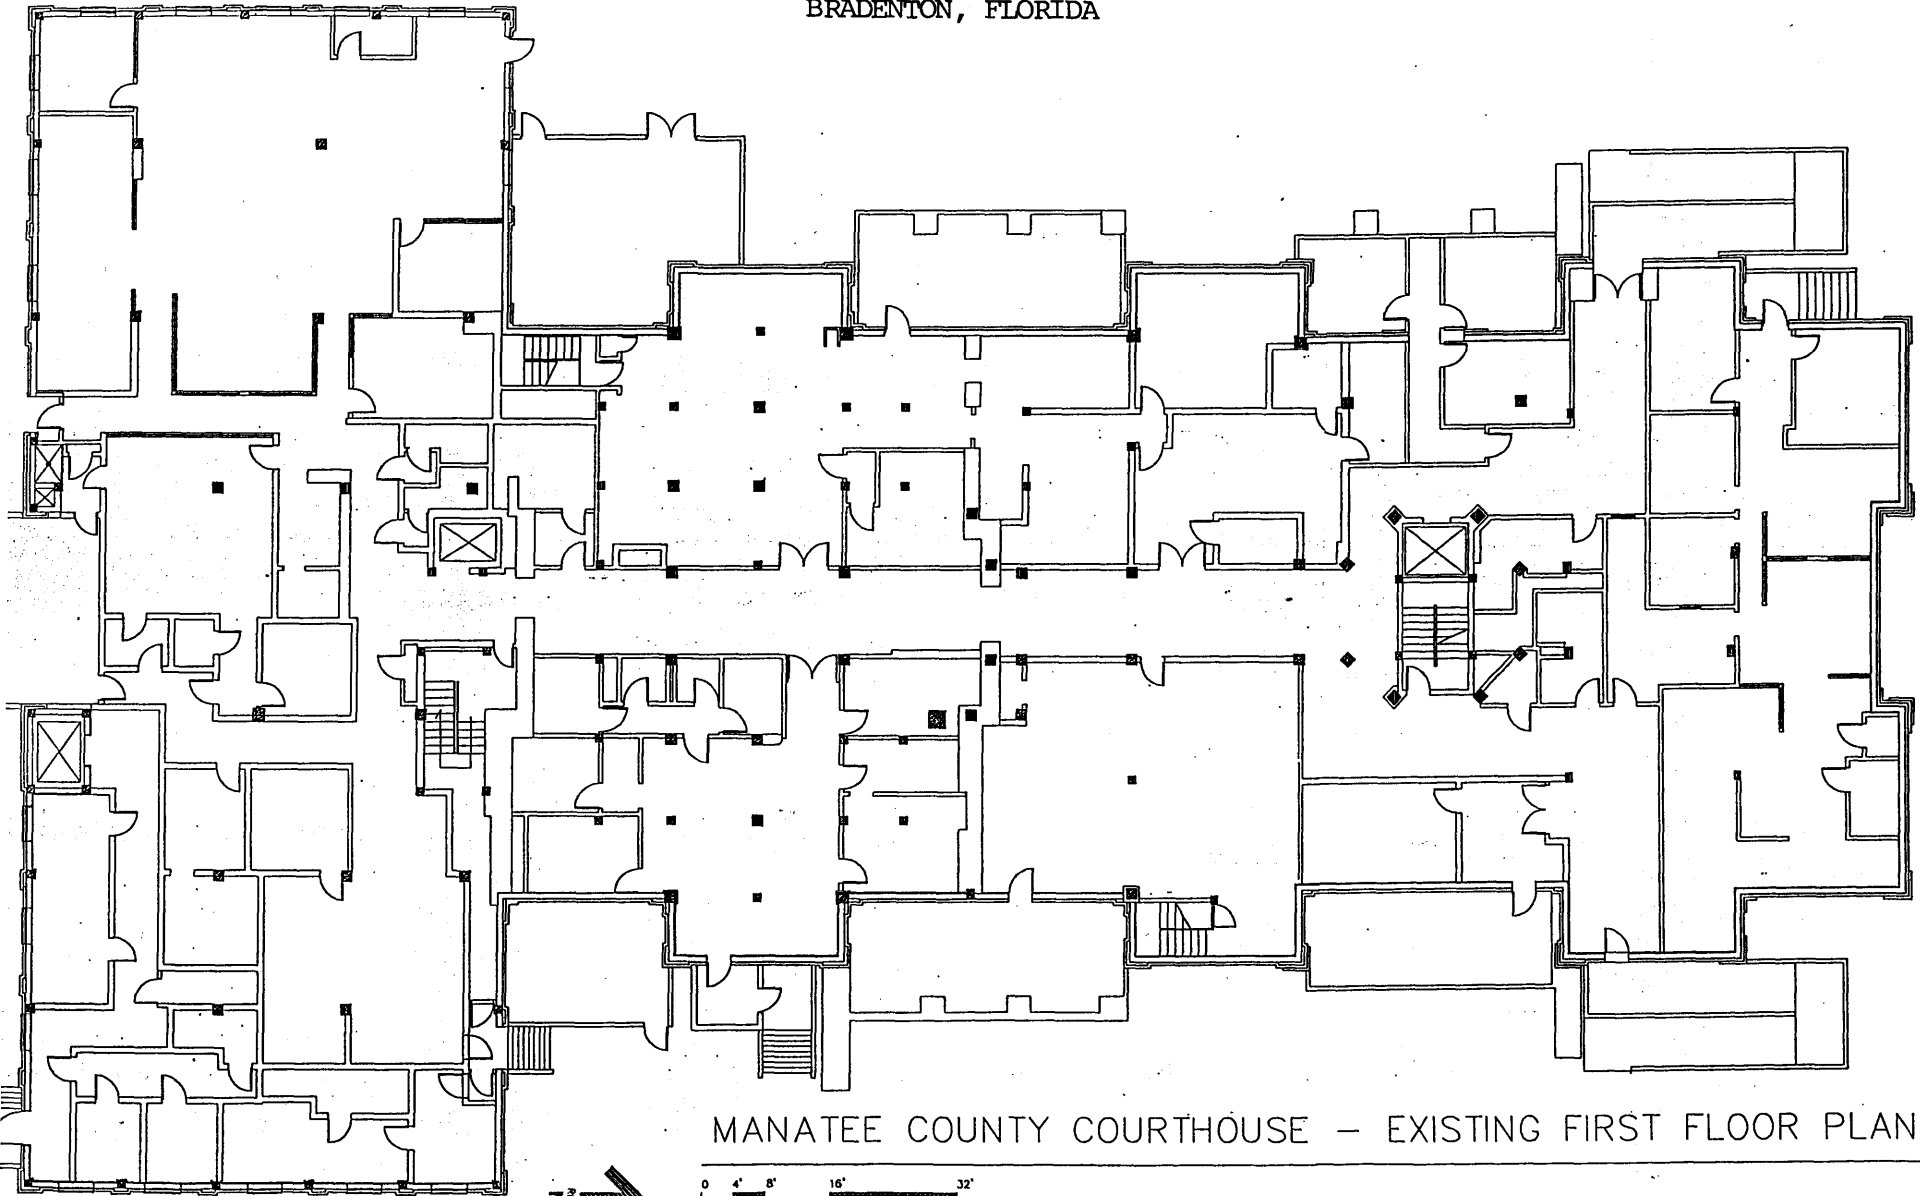 BRADENTON, FLORIDA
MANATEE COUNTY COURTHOUSE – EXISTING FIRST FLOOR PLAN
0 4' 8' 16' 32'